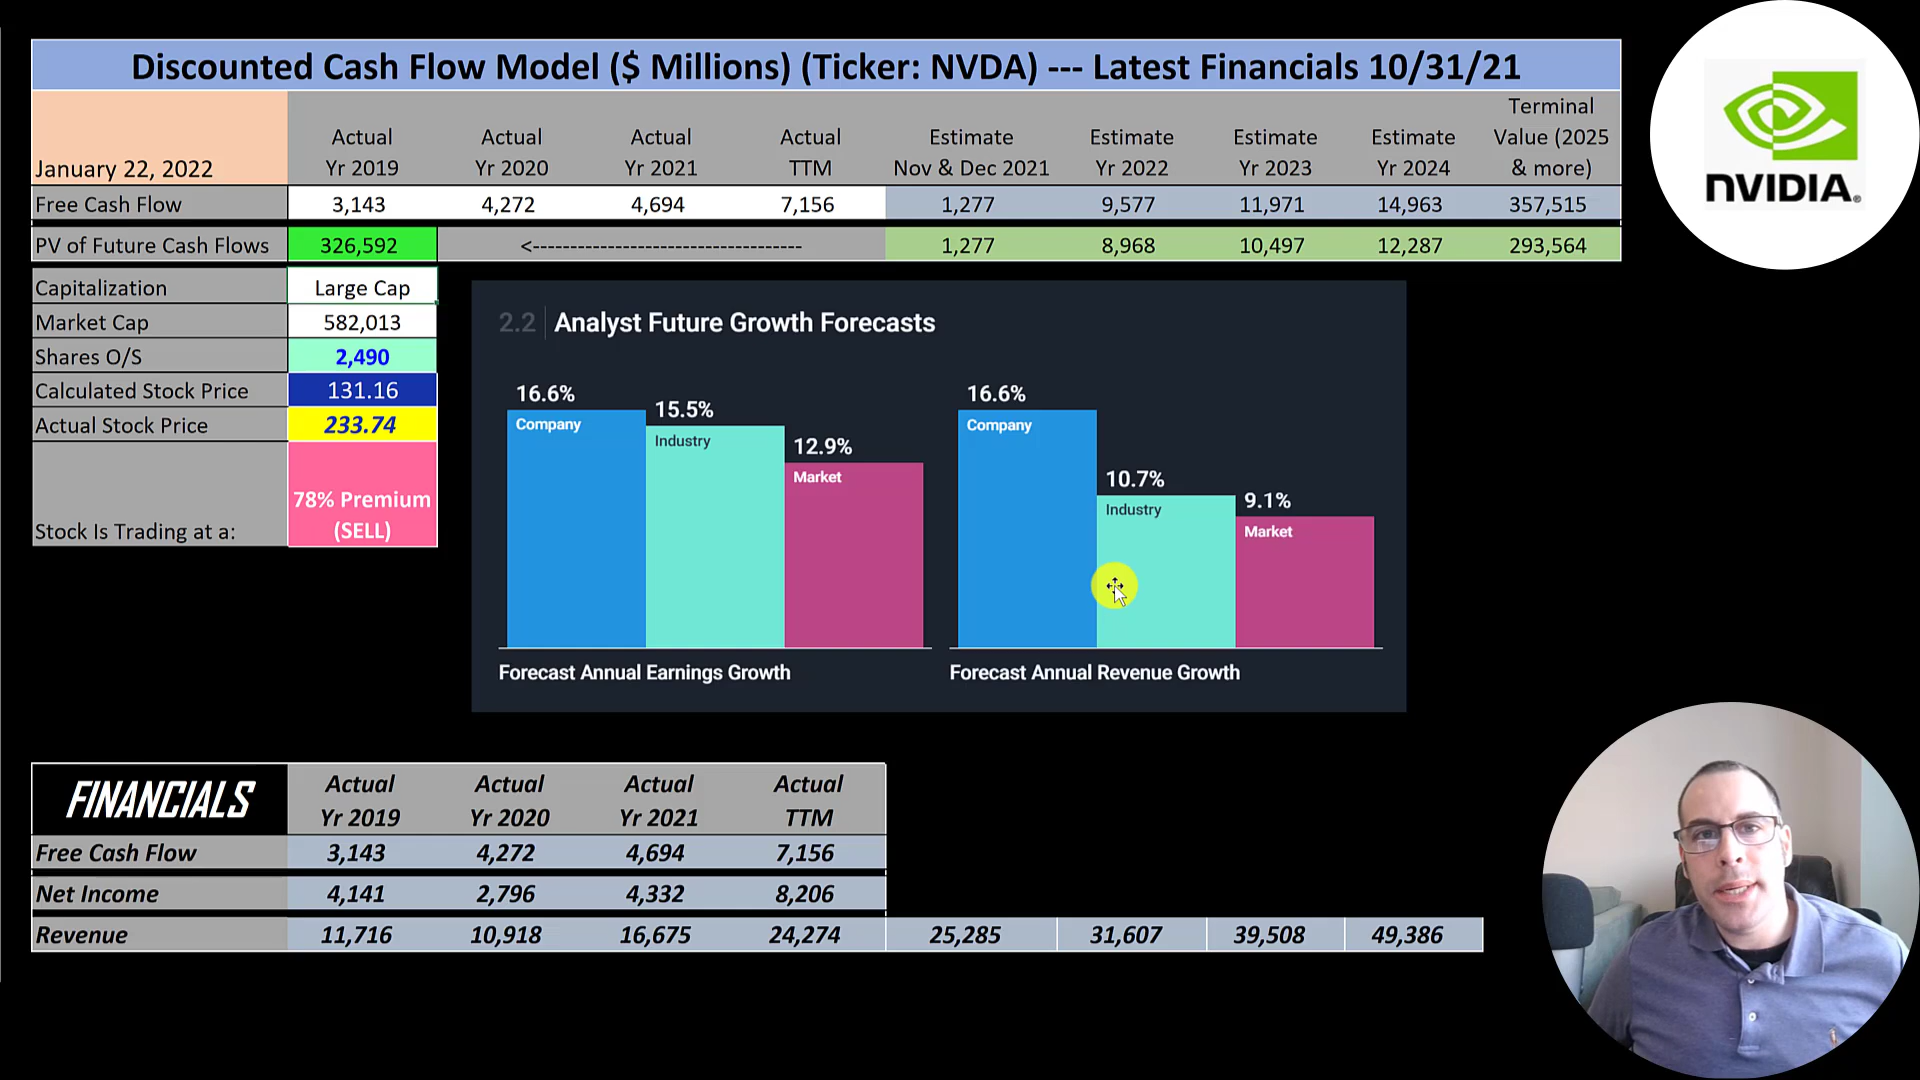 Discounted Cash Flow Model ($ Millions) (Ticker: NVDA) --- Latest Financials 10/31/21
January 22, 2022 Actual Yr 2019 Actual Yr 2020 Actual Yr 2021 Actual TTM Estimate Nov & Dec 2021 Estimate Yr 2022 Estimate Yr 2023 Estimate Yr 2024 Terminal Value (2025 & more)
Free Cash Flow 3,143 4,272 4,694 7,156 1,277 9,577 11,971 14,963 357,515
PV of Future Cash Flows 326,592 <------------------------------------ 1,277 8,968 10,497 12,287 293,564
Capitalization Large Cap
Market Cap 582,013
Shares O/S 2,490
Calculated Stock Price 131.16
Actual Stock Price 233.74
Stock Is Trading at a: 78% Premium (SELL)
2.2 Analyst Future Growth Forecasts
16.6% Company
15.5% Industry
12.9% Market
Forecast Annual Earnings Growth
16.6% Company
10.7% Industry
9.1% Market
Forecast Annual Revenue Growth
FINANCIALS Actual Yr 2019 Actual Yr 2020 Actual Yr 2021 Actual TTM
Free Cash Flow 3,143 4,272 4,694 7,156
Net Income 4,141 2,796 4,332 8,206
Revenue 11,716 10,918 16,675 24,274 25,285 31,607 39,508 49,386
NVIDIA.